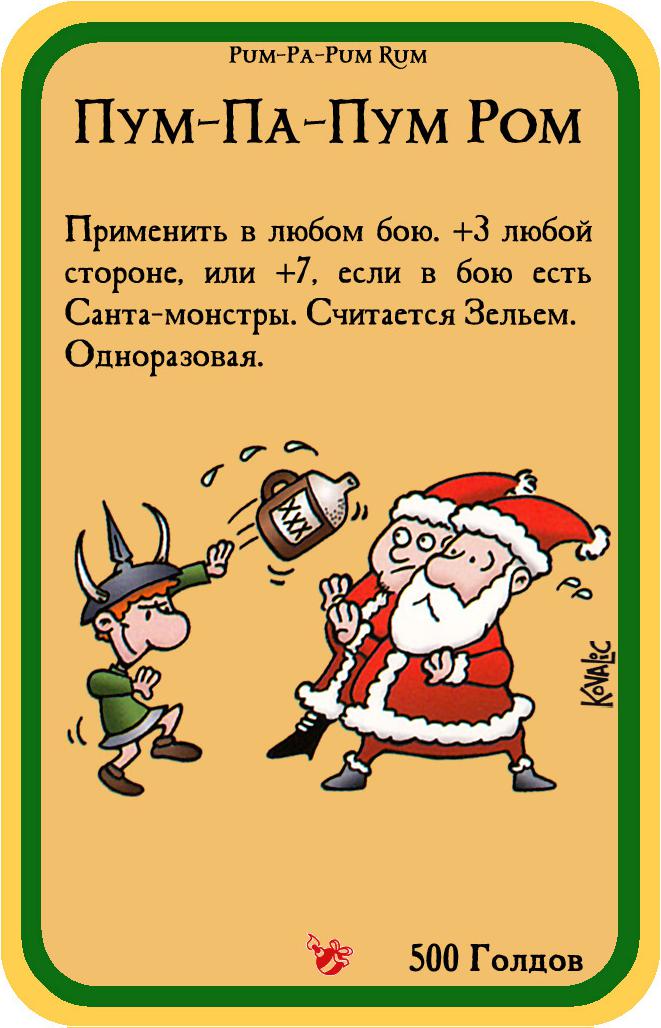 Pum-Pa-Pum Rum
Пум-Па-Пум Ром
Применить в любом бою. +3 любой
стороне, или +7, если в бою есть
Санта-монстры. Считается Зельем.
Одноразовая.
XXX
Kovalic
500 Голдов